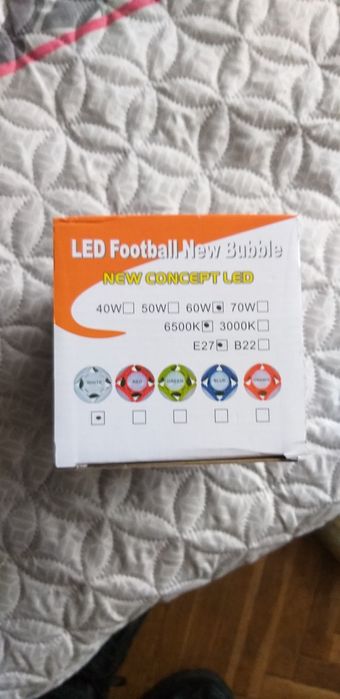 LED Football New Bubble
NEW CONCEPT LED
40W 50W 60W 70W
6500K 3000K
E27 B22
WHITE RED GREEN BLUE ORANGE